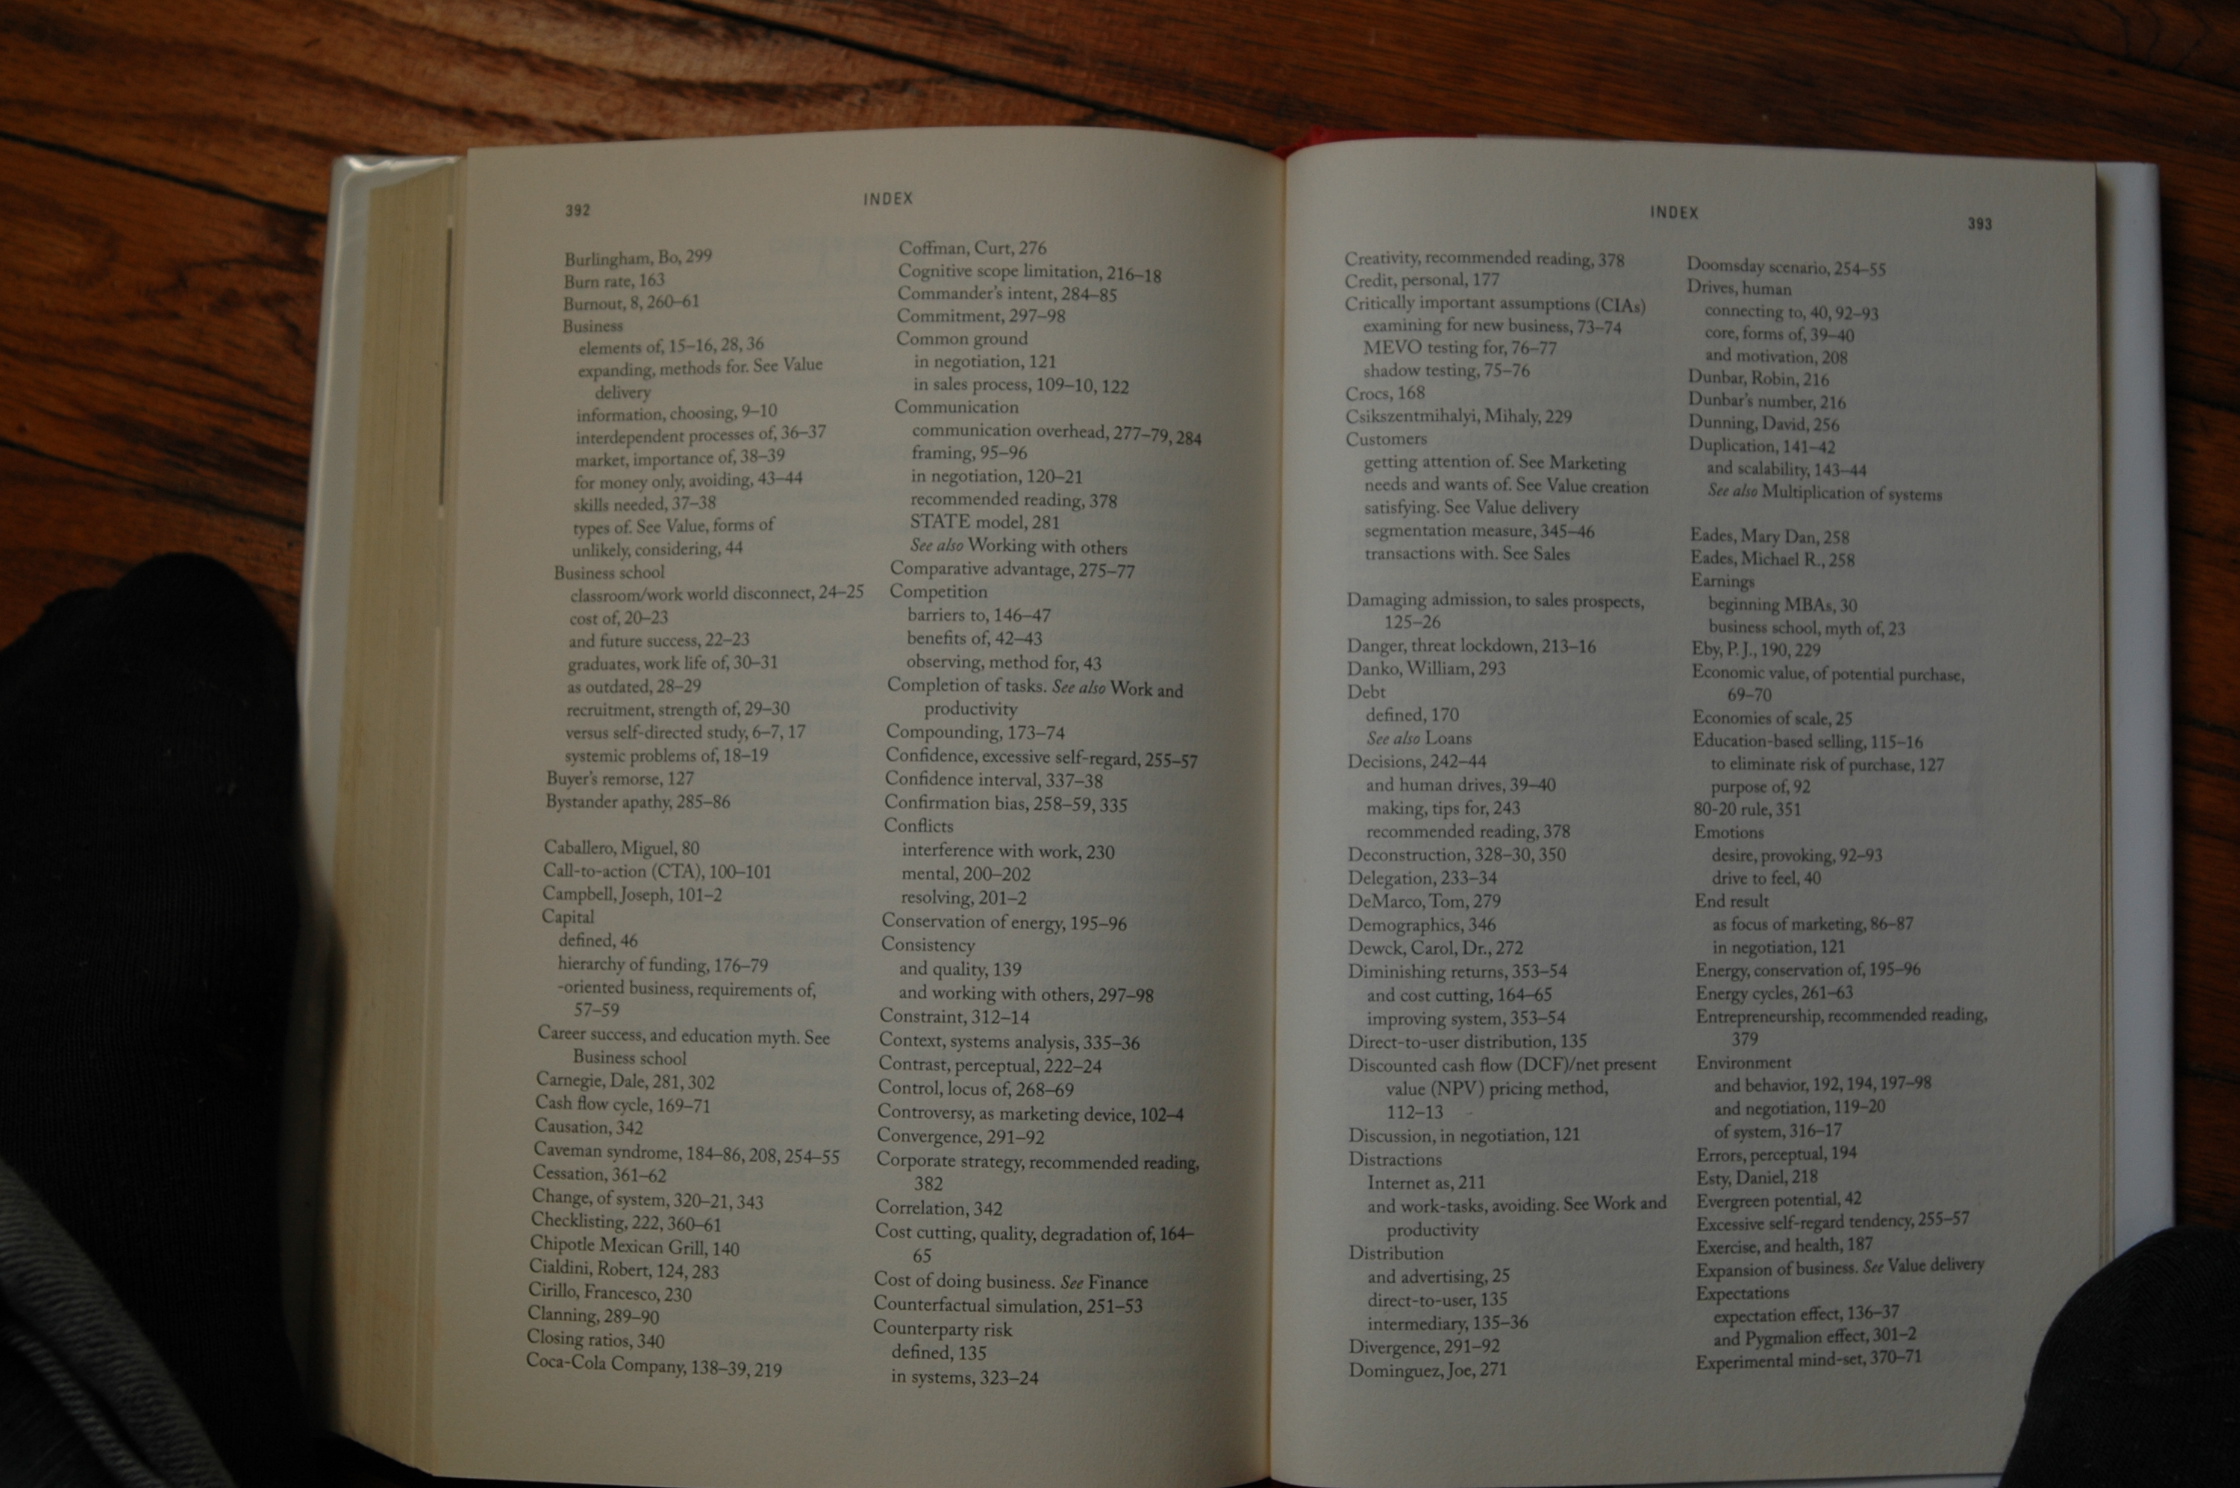 392
INDEX
Burlingham, Bo, 299
Burn rate, 163
Burnout, 8, 260–61
Business
elements of, 15–16, 28, 36
expanding, methods for. See Value
delivery
information, choosing, 9–10
interdependent processes of, 36–37
market, importance of, 38–39
for money only, avoiding, 43–44
skills needed, 37–38
types of. See Value, forms of
unlikely, considering, 44
Business school
classroom/work world disconnect, 24–25
cost of, 20–23
and future success, 22–23
graduates, work life of, 30–31
as outdated, 28–29
recruitment, strength of, 29–30
versus self-directed study, 6–7, 17
systemic problems of, 18–19
Buyer's remorse, 127
Bystander apathy, 285–86
Caballero, Miguel, 80
Call-to-action (CTA), 100–101
Campbell, Joseph, 101–2
Capital
defined, 46
hierarchy of funding, 176–79
-oriented business, requirements of,
57–59
Career success, and education myth. See
Business school
Carnegie, Dale, 281, 302
Cash flow cycle, 169–71
Causation, 342
Caveman syndrome, 184–86, 208, 254–55
Cessation, 361–62
Change, of system, 320–21, 343
Checklisting, 222, 360–61
Chipotle Mexican Grill, 140
Cialdini, Robert, 124, 283
Cirillo, Francesco, 230
Clanning, 289–90
Closing ratios, 340
Coca-Cola Company, 138–39, 219
Coffman, Curt, 276
Cognitive scope limitation, 216–18
Commander's intent, 284–85
Commitment, 297–98
Common ground
in negotiation, 121
in sales process, 109–10, 122
Communication
communication overhead, 277–79, 284
framing, 95–96
in negotiation, 120–21
recommended reading, 378
STATE model, 281
See also Working with others
Comparative advantage, 275–77
Competition
barriers to, 146–47
benefits of, 42–43
observing, method for, 43
Completion of tasks. See also Work and
productivity
Compounding, 173–74
Confidence, excessive self-regard, 255–57
Confidence interval, 337–38
Confirmation bias, 258–59, 335
Conflicts
interference with work, 230
mental, 200–202
resolving, 201–2
Conservation of energy, 195–96
Consistency
and quality, 139
and working with others, 297–98
Constraint, 312–14
Context, systems analysis, 335–36
Contrast, perceptual, 222–24
Control, locus of, 268–69
Controversy, as marketing device, 102–4
Convergence, 291–92
Corporate strategy, recommended reading,
382
Correlation, 342
Cost cutting, quality, degradation of, 164–
65
Cost of doing business. See Finance
Counterfactual simulation, 251–53
Counterparty risk
defined, 135
in systems, 323–24
INDEX
393
Creativity, recommended reading, 378
Credit, personal, 177
Critically important assumptions (CIAs)
examining for new business, 73–74
MEVO testing for, 76–77
shadow testing, 75–76
Crocs, 168
Csikszentmihalyi, Mihaly, 229
Customers
getting attention of. See Marketing
needs and wants of. See Value creation
satisfying. See Value delivery
segmentation measure, 345–46
transactions with. See Sales
Damaging admission, to sales prospects,
125–26
Danger, threat lockdown, 213–16
Danko, William, 293
Debt
defined, 170
See also Loans
Decisions, 242–44
and human drives, 39–40
making, tips for, 243
recommended reading, 378
Deconstruction, 328–30, 350
Delegation, 233–34
DeMarco, Tom, 279
Demographics, 346
Dewck, Carol, Dr., 272
Diminishing returns, 353–54
and cost cutting, 164–65
improving system, 353–54
Direct-to-user distribution, 135
Discounted cash flow (DCF)/net present
value (NPV) pricing method,
112–13
Discussion, in negotiation, 121
Distractions
Internet as, 211
and work-tasks, avoiding. See Work and
productivity
Distribution
and advertising, 25
direct-to-user, 135
intermediary, 135–36
Divergence, 291–92
Dominguez, Joe, 271
Doomsday scenario, 254–55
Drives, human
connecting to, 40, 92–93
core, forms of, 39–40
and motivation, 208
Dunbar, Robin, 216
Dunbar's number, 216
Dunning, David, 256
Duplication, 141–42
and scalability, 143–44
See also Multiplication of systems
Eades, Mary Dan, 258
Eades, Michael R., 258
Earnings
beginning MBAs, 30
business school, myth of, 23
Eby, P. J., 190, 229
Economic value, of potential purchase,
69–70
Economies of scale, 25
Education-based selling, 115–16
to eliminate risk of purchase, 127
purpose of, 92
80-20 rule, 351
Emotions
desire, provoking, 92–93
drive to feel, 40
End result
as focus of marketing, 86–87
in negotiation, 121
Energy, conservation of, 195–96
Energy cycles, 261–63
Entrepreneurship, recommended reading,
379
Environment
and behavior, 192, 194, 197–98
and negotiation, 119–20
of system, 316–17
Errors, perceptual, 194
Esty, Daniel, 218
Evergreen potential, 42
Excessive self-regard tendency, 255–57
Exercise, and health, 187
Expansion of business. See Value delivery
Expectations
expectation effect, 136–37
and Pygmalion effect, 301–2
Experimental mind-set, 370–71